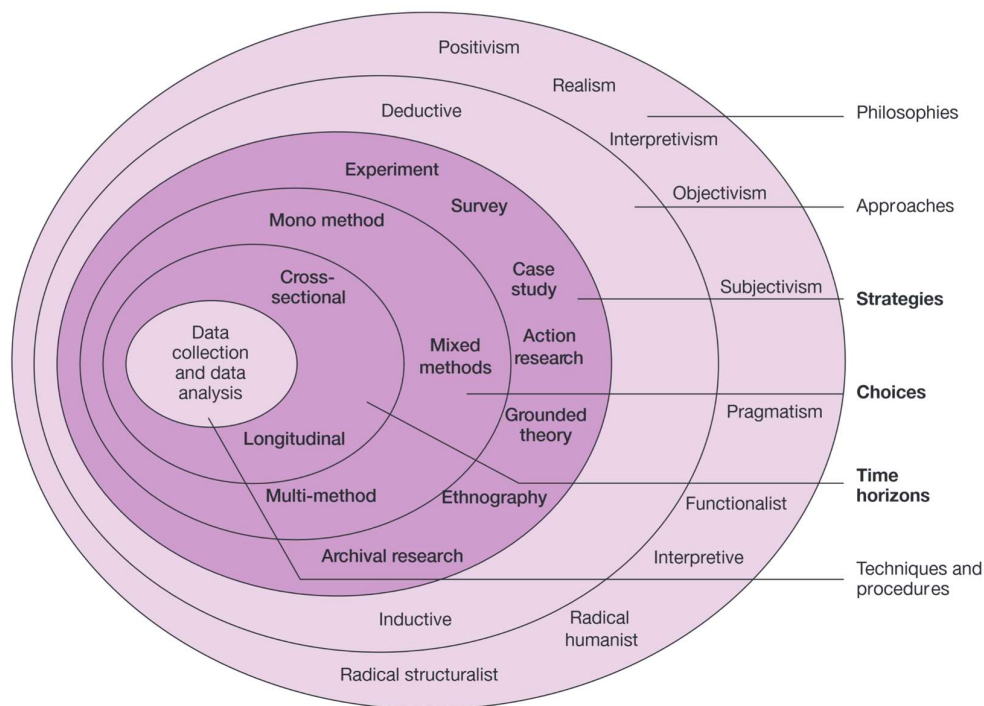 Positivism
Realism
Philosophies
Deductive
Interpretivism
Experiment
Objectivism
Survey
Approaches
Mono method
Cross-
sectional
Case
study
Subjectivism
Strategies
Data
collection
and data
analysis
Mixed
methods
Action
research
Choices
Grounded
theory
Pragmatism
Longitudinal
Time
horizons
Multi-method
Ethnography
Functionalist
Archival research
Interpretive
Techniques and
procedures
Inductive
Radical
humanist
Radical structuralist